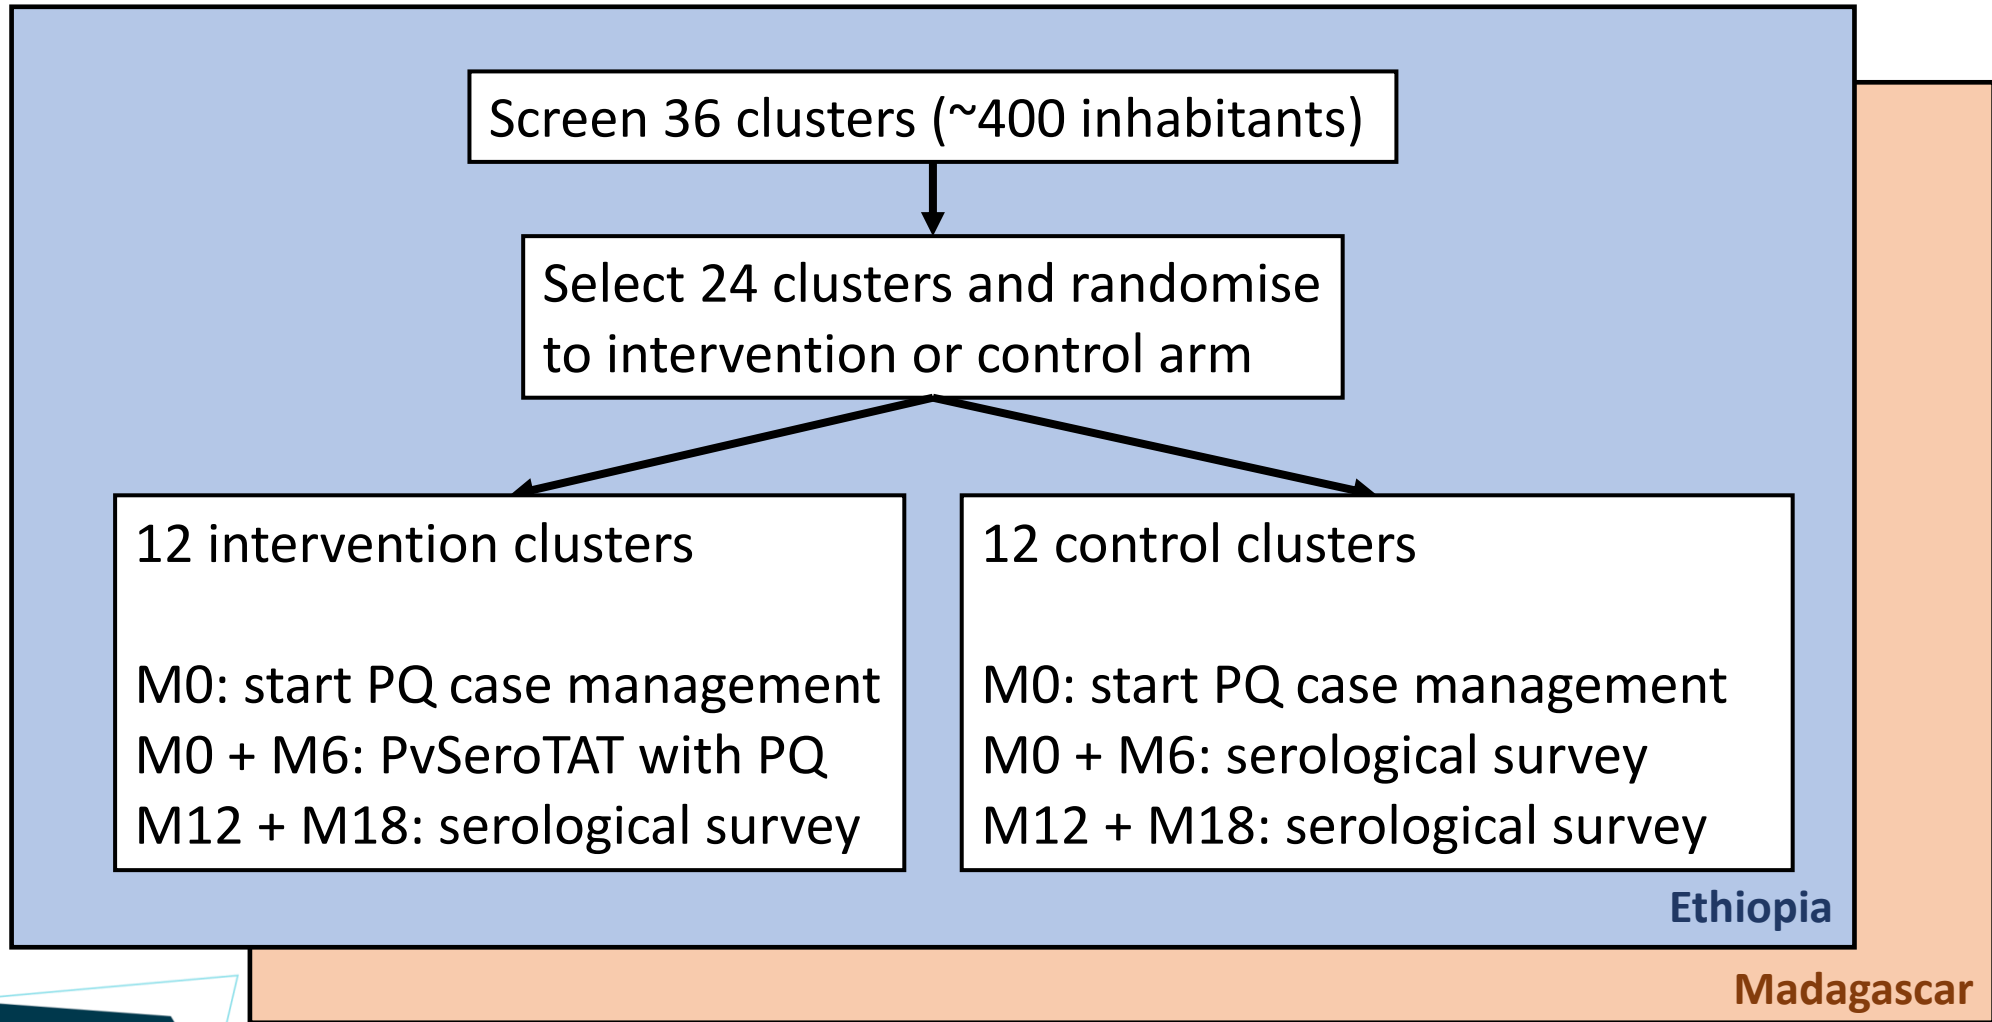 Screen 36 clusters (~400 inhabitants)
Select 24 clusters and randomise
to intervention or control arm
12 intervention clusters
M0: start PQ case management
M0 + M6: PvSeroTAT with PQ
M12 + M18: serological survey
12 control clusters
M0: start PQ case management
M0 + M6: serological survey
M12 + M18: serological survey
Ethiopia
Madagascar